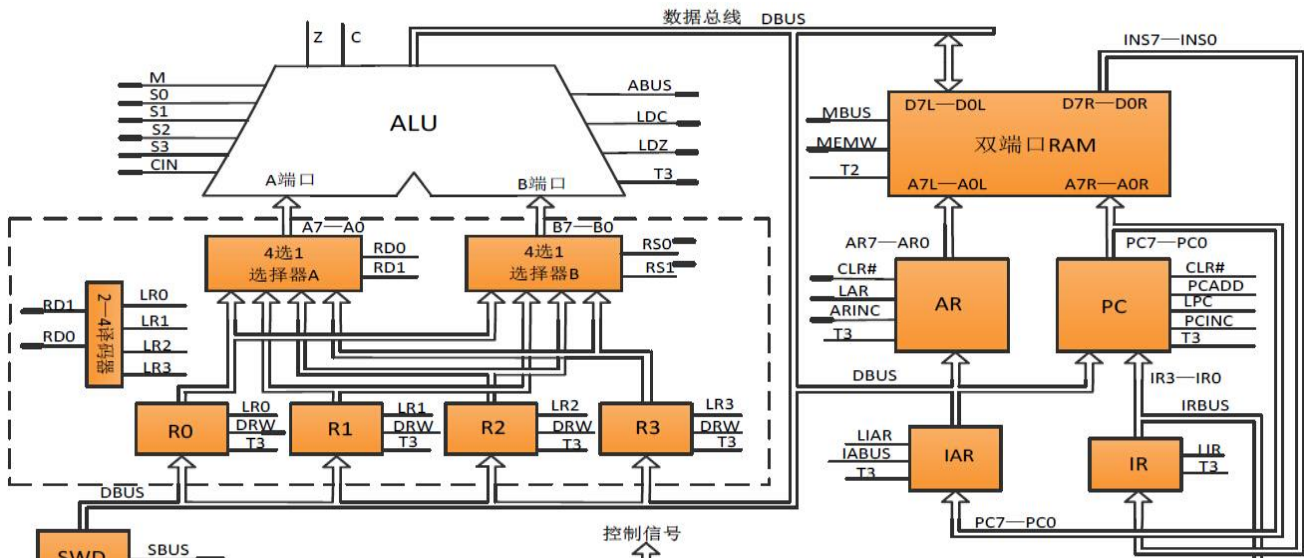 数据总线 DBUS
Z
C
INS7—INS0
M
S0
S1
S2
S3
CIN
ALU
ABUS
LDC
LDZ
T3
A端口
B端口
D7L—D0L
D7R—D0R
双端口RAM
A7L—A0L
A7R—A0R
MBUS
MEMW
T2
A7—A0
B7—B0
4选1
选择器A
RD0
RD1
4选1
选择器B
RS0
RS1
AR7—AR0
PC7—PC0
CLR#
LAR
ARINC
T3
AR
PC
CLR#
PCADD
LPC
PCINC
T3
RD1
RD0
2—4译码器
LR0
LR1
LR2
LR3
DBUS
IR3—IR0
IRBUS
R0
LR0
DRW
T3
R1
LR1
DRW
T3
R2
LR2
DRW
T3
R3
LR3
DRW
T3
LIAR
IABUS
T3
IAR
IR
LIR
T3
DBUS
PC7—PC0
控制信号
SWD
SBUS